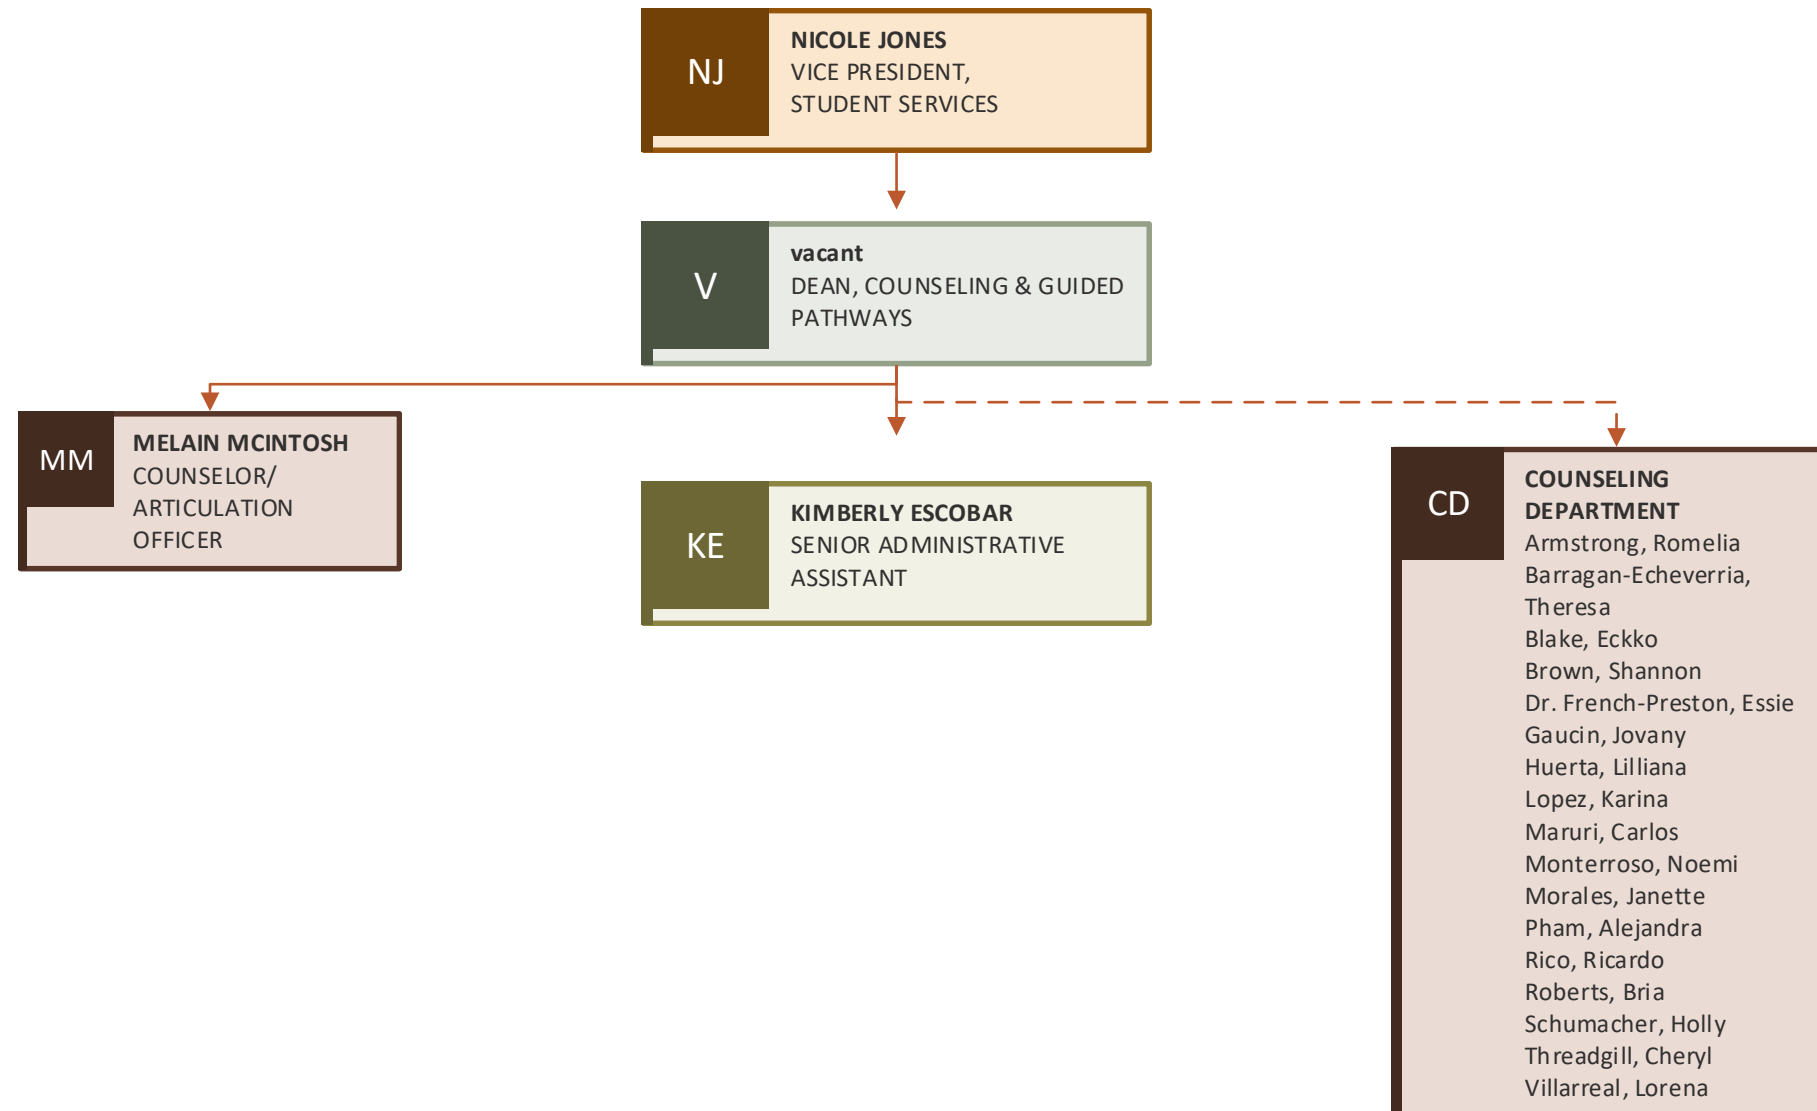 NJ
NICOLE JONES
VICE PRESIDENT,
STUDENT SERVICES
V
vacant
DEAN, COUNSELING & GUIDED
PATHWAYS
MM
MELAIN MCINTOSH
COUNSELOR/
ARTICULATION
OFFICER
KE
KIMBERLY ESCOBAR
SENIOR ADMINISTRATIVE
ASSISTANT
CD
COUNSELING
DEPARTMENT
Armstrong, Romelia
Barragan-Echeverria,
Theresa
Blake, Eckko
Brown, Shannon
Dr. French-Preston, Essie
Gaucin, Jovany
Huerta, Lilliana
Lopez, Karina
Maruri, Carlos
Monterroso, Noemi
Morales, Janette
Pham, Alejandra
Rico, Ricardo
Roberts, Bria
Schumacher, Holly
Threadgill, Cheryl
Villarreal, Lorena